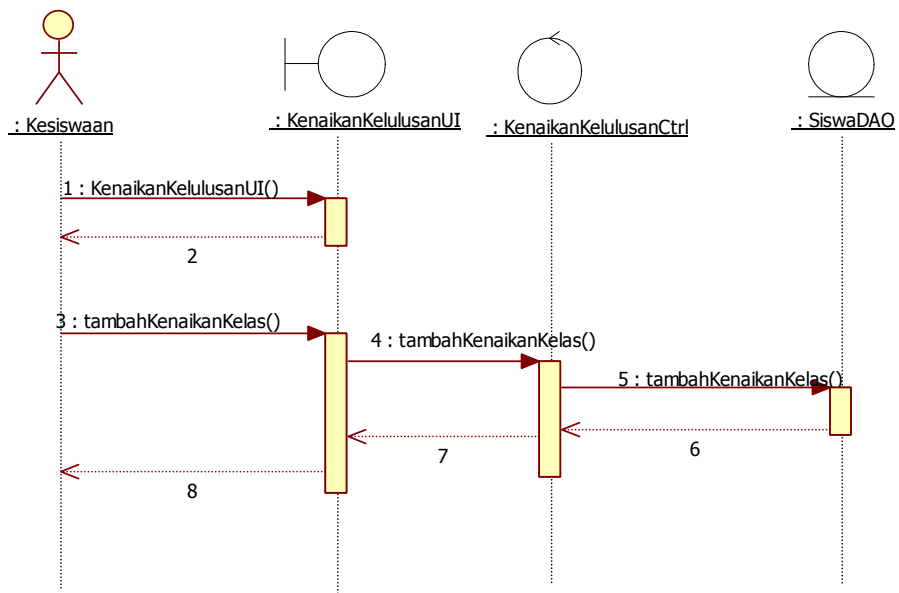 : Kesiswaan
: KenaikanKelulusanUI
: KenaikanKelulusanCtrl
: SiswaDAO
1 : KenaikanKelulusanUI()
2
3 : tambahKenaikanKelas()
4 : tambahKenaikanKelas()
5 : tambahKenaikanKelas()
6
7
8